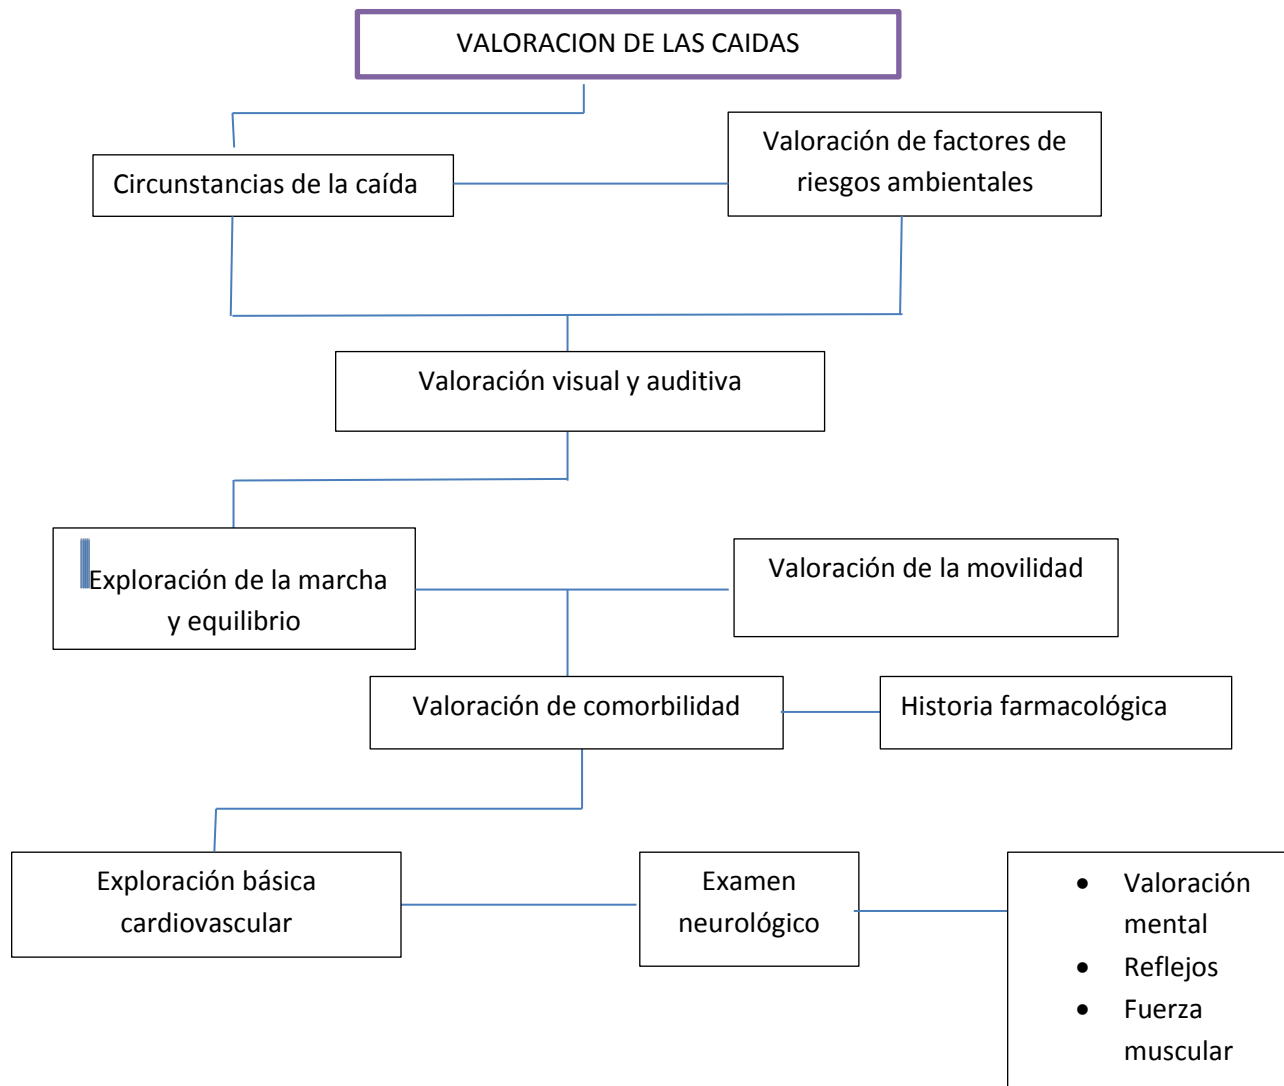 VALORACION DE LAS CAIDAS
Circunstancias de la caída
Valoración de factores de
riesgos ambientales
Valoración visual y auditiva
Exploración de la marcha
y equilibrio
Valoración de la movilidad
Valoración de comorbilidad
Historia farmacológica
Exploración básica
cardiovascular
Examen
neurológico
• Valoración
mental
• Reflejos
• Fuerza
muscular